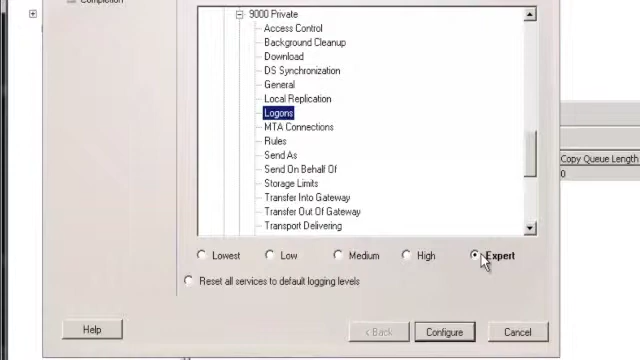 Completion
9000 Private
Access Control
Background Cleanup
Download
DS Synchronization
General
Local Replication
Logons
MTA Connections
Rules
Send As
Send On Behalf Of
Storage Limits
Transfer Into Gateway
Transfer Out Of Gateway
Transport Delivering
Copy Queue Length
0
Lowest
Low
Medium
High
Expert
Reset all services to default logging levels
Help
< Back
Configure
Cancel